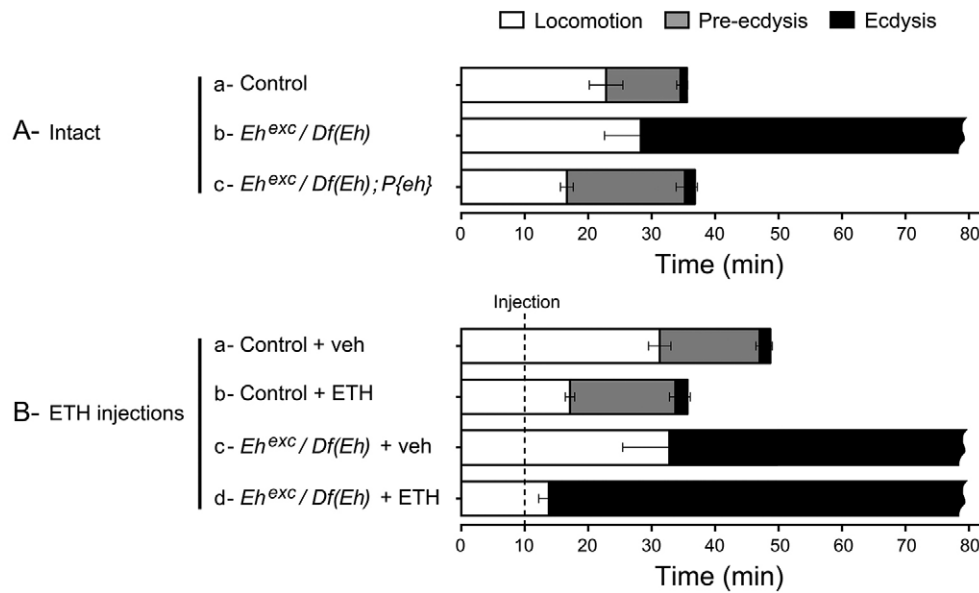 Locomotion Pre-ecdysis Ecdysis
A- Intact
a- Control
b- Eh^exc / Df(Eh)
c- Eh^exc / Df(Eh) ; P{eh}
0 10 20 30 40 50 60 70 80
Time (min)
Injection
B- ETH injections
a- Control + veh
b- Control + ETH
c- Eh^exc / Df(Eh) + veh
d- Eh^exc / Df(Eh) + ETH
0 10 20 30 40 50 60 70 80
Time (min)